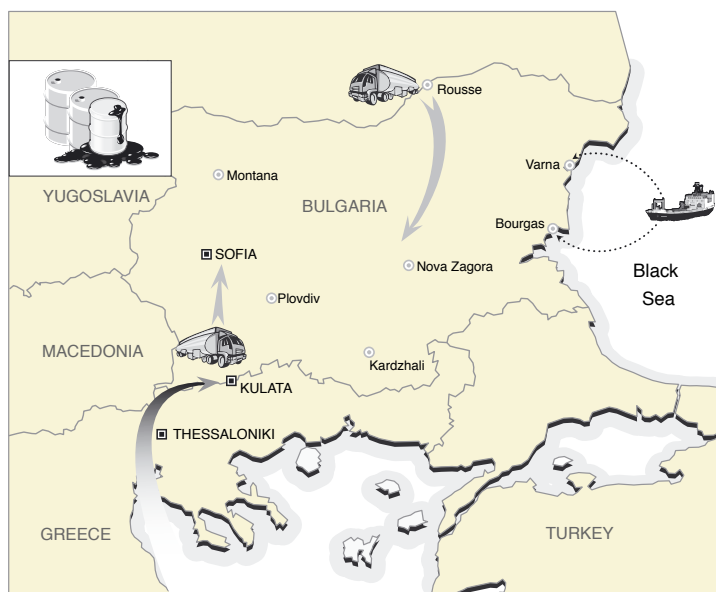 Rousse
Varna
Montana
YUGOSLAVIA
BULGARIA
Bourgas
SOFIA
Nova Zagora
Black
Sea
Plovdiv
MACEDONIA
Kardzhali
KULATA
THESSALONIKI
GREECE
TURKEY